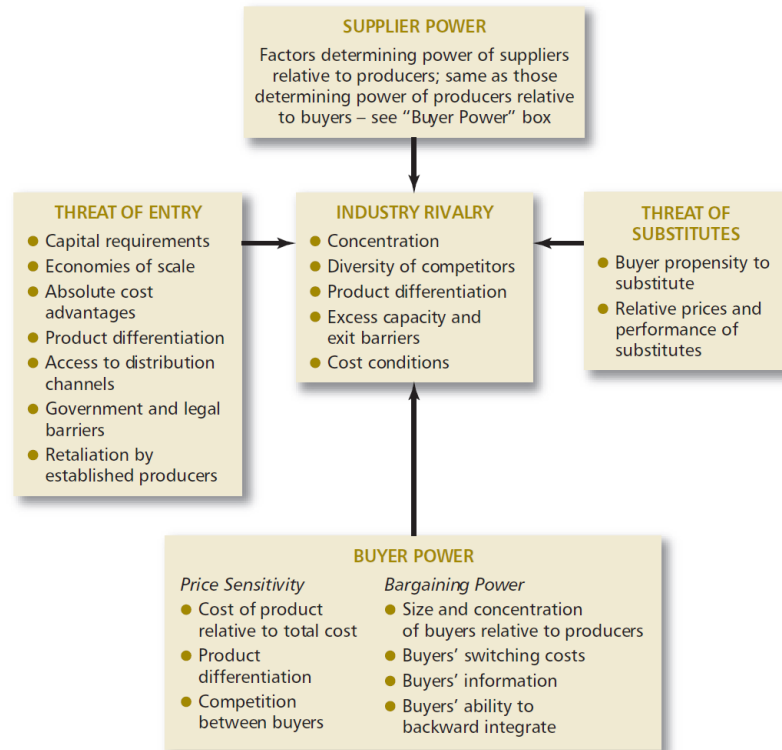 SUPPLIER POWER
Factors determining power of suppliers
relative to producers; same as those
determining power of producers relative
to buyers – see “Buyer Power” box
THREAT OF ENTRY
● Capital requirements
● Economies of scale
● Absolute cost
advantages
● Product differentiation
● Access to distribution
channels
● Government and legal
barriers
● Retaliation by
established producers
INDUSTRY RIVALRY
● Concentration
● Diversity of competitors
● Product differentiation
● Excess capacity and
exit barriers
● Cost conditions
THREAT OF
SUBSTITUTES
● Buyer propensity to
substitute
● Relative prices and
performance of
substitutes
BUYER POWER
Price Sensitivity
● Cost of product
relative to total cost
● Product
differentiation
● Competition
between buyers
Bargaining Power
● Size and concentration
of buyers relative to producers
● Buyers’ switching costs
● Buyers’ information
● Buyers’ ability to
backward integrate